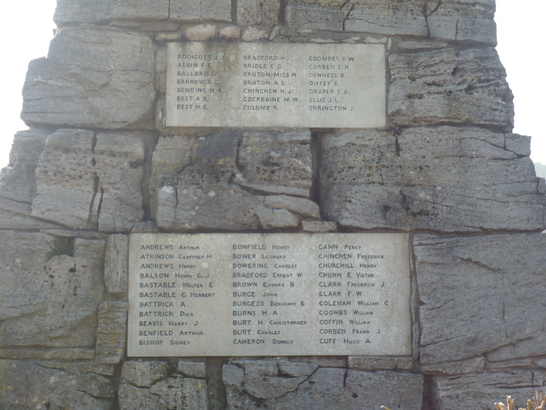 ADDICOTT J.
ALBIN F.E.
BALLARD
BARROW R.L.
BENDING H.A.
BEST A.R.
BEST H.E.
BRADFORD H.
BRIDLE C.G.
BRUTON MISS N.
BRUTON A.S.
CHINCHEN N.J.
COCKRAINE M.W.
COLOMB R.
COOMBES F.W.
CORBEN E.H.
DENNESS B.
DIFFEY
DRAPER E.A.
ELLIS J.L.
ERRINGTON J.
ANDREWS ARTHUR
ATKINSON GEOFFREY H
ANDREWS HARRY
BALSON HENRY G J
BASTABLE WALTER E
BASTABLE G HERBERT
BATTRICK A
BATTRICK DICK
BEAVIS HARRY J
BENFIELD ARTHUR
BISHOP SIDNEY
BONFIELD HENRY
BOWER LEONARD
BOWERING CHARLES
BRADFORD ERNEST W
BROWN EDWARD B
BURGE JOHN
BURGESS BENJAMIN E
BURNS H.A
BURT H CHRISTOPHER
BURT CHARLES
CAMERON DONALD
CANN PERCY
CHINCHEN FREDERICK
CHURCHILL HENRY
CHUNN E VICTOR
CLARK FREDERICK J
CLARK F.W.
COLEMAN WILLIAM C
COOMBS WILLIAM
COFFIN WILLIAM
CORBEN FRANK J
CUFF HUGO A